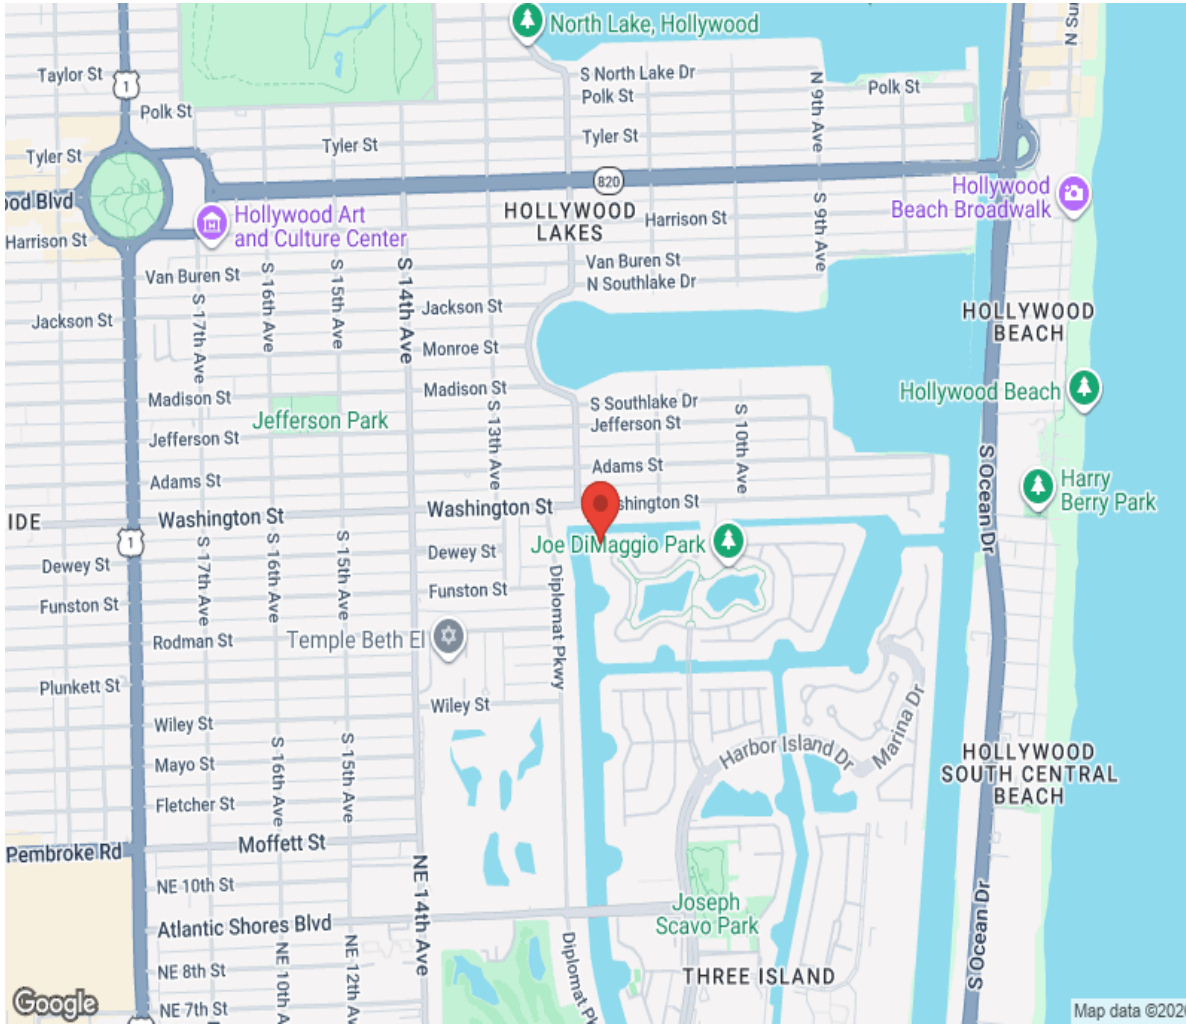 North Lake, Hollywood
N Sur
Taylor St
1
S North Lake Dr
Polk St
N 9th Ave
Polk St
Polk St
Tyler St
Tyler St
Tyler St
820
ood Blvd
Hollywood Art
and Culture Center
HOLLYWOOD
LAKES
Harrison St
S 9th Ave
Hollywood
Beach Broadwalk
Harrison St
Van Buren St
S 16th Ave
S 15th Ave
S 14th Ave
Van Buren St
N Southlake Dr
S 17th Ave
Jackson St
Jackson St
HOLLYWOOD
BEACH
Monroe St
Madison St
Madison St
Hollywood Beach
S Southlake Dr
Jefferson St
S 10th Ave
S 13th Ave
Jefferson Park
Jefferson St
Adams St
Adams St
S Ocean Dr
Harry
Berry Park
Washington St
Washington St
shington St
IDE
1
Joe DiMaggio Park
S 17th Ave
S 16th Ave
S 15th Ave
Dewey St
Dewey St
Diplomat Pkwy
Funston St
Funston St
Rodman St
Temple Beth El
Plunkett St
Wiley St
Wiley St
Marina Dr
Harbor Island Dr
S 16th Ave
S 15th Ave
Mayo St
HOLLYWOOD
SOUTH CENTRAL
BEACH
Fletcher St
Moffett St
Pembroke Rd
NE 14th Ave
NE 10th St
Joseph
Scavo Park
S Ocean Dr
Atlantic Shores Blvd
NE 10th A
NE 12th Ave
Diplomat Pk
NE 8th St
THREE ISLAND
NE 7th St
Google
Map data ©2026